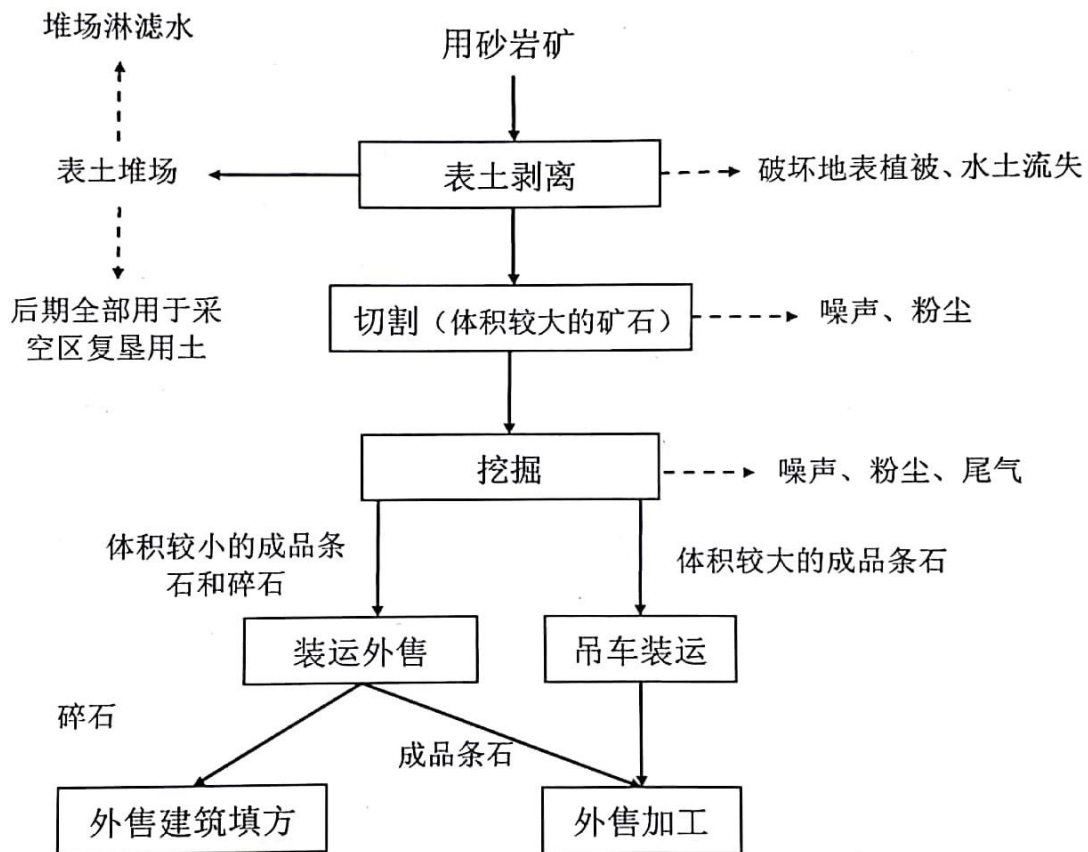 堆场淋滤水
用砂岩矿
表土堆场
表土剥离
破坏地表植被、水土流失
后期全部用于采
空区复垦用土
切割（体积较大的矿石）
噪声、粉尘
挖掘
噪声、粉尘、尾气
体积较小的成品条
石和碎石
体积较大的成品条石
装运外售
吊车装运
碎石
成品条石
外售建筑填方
外售加工